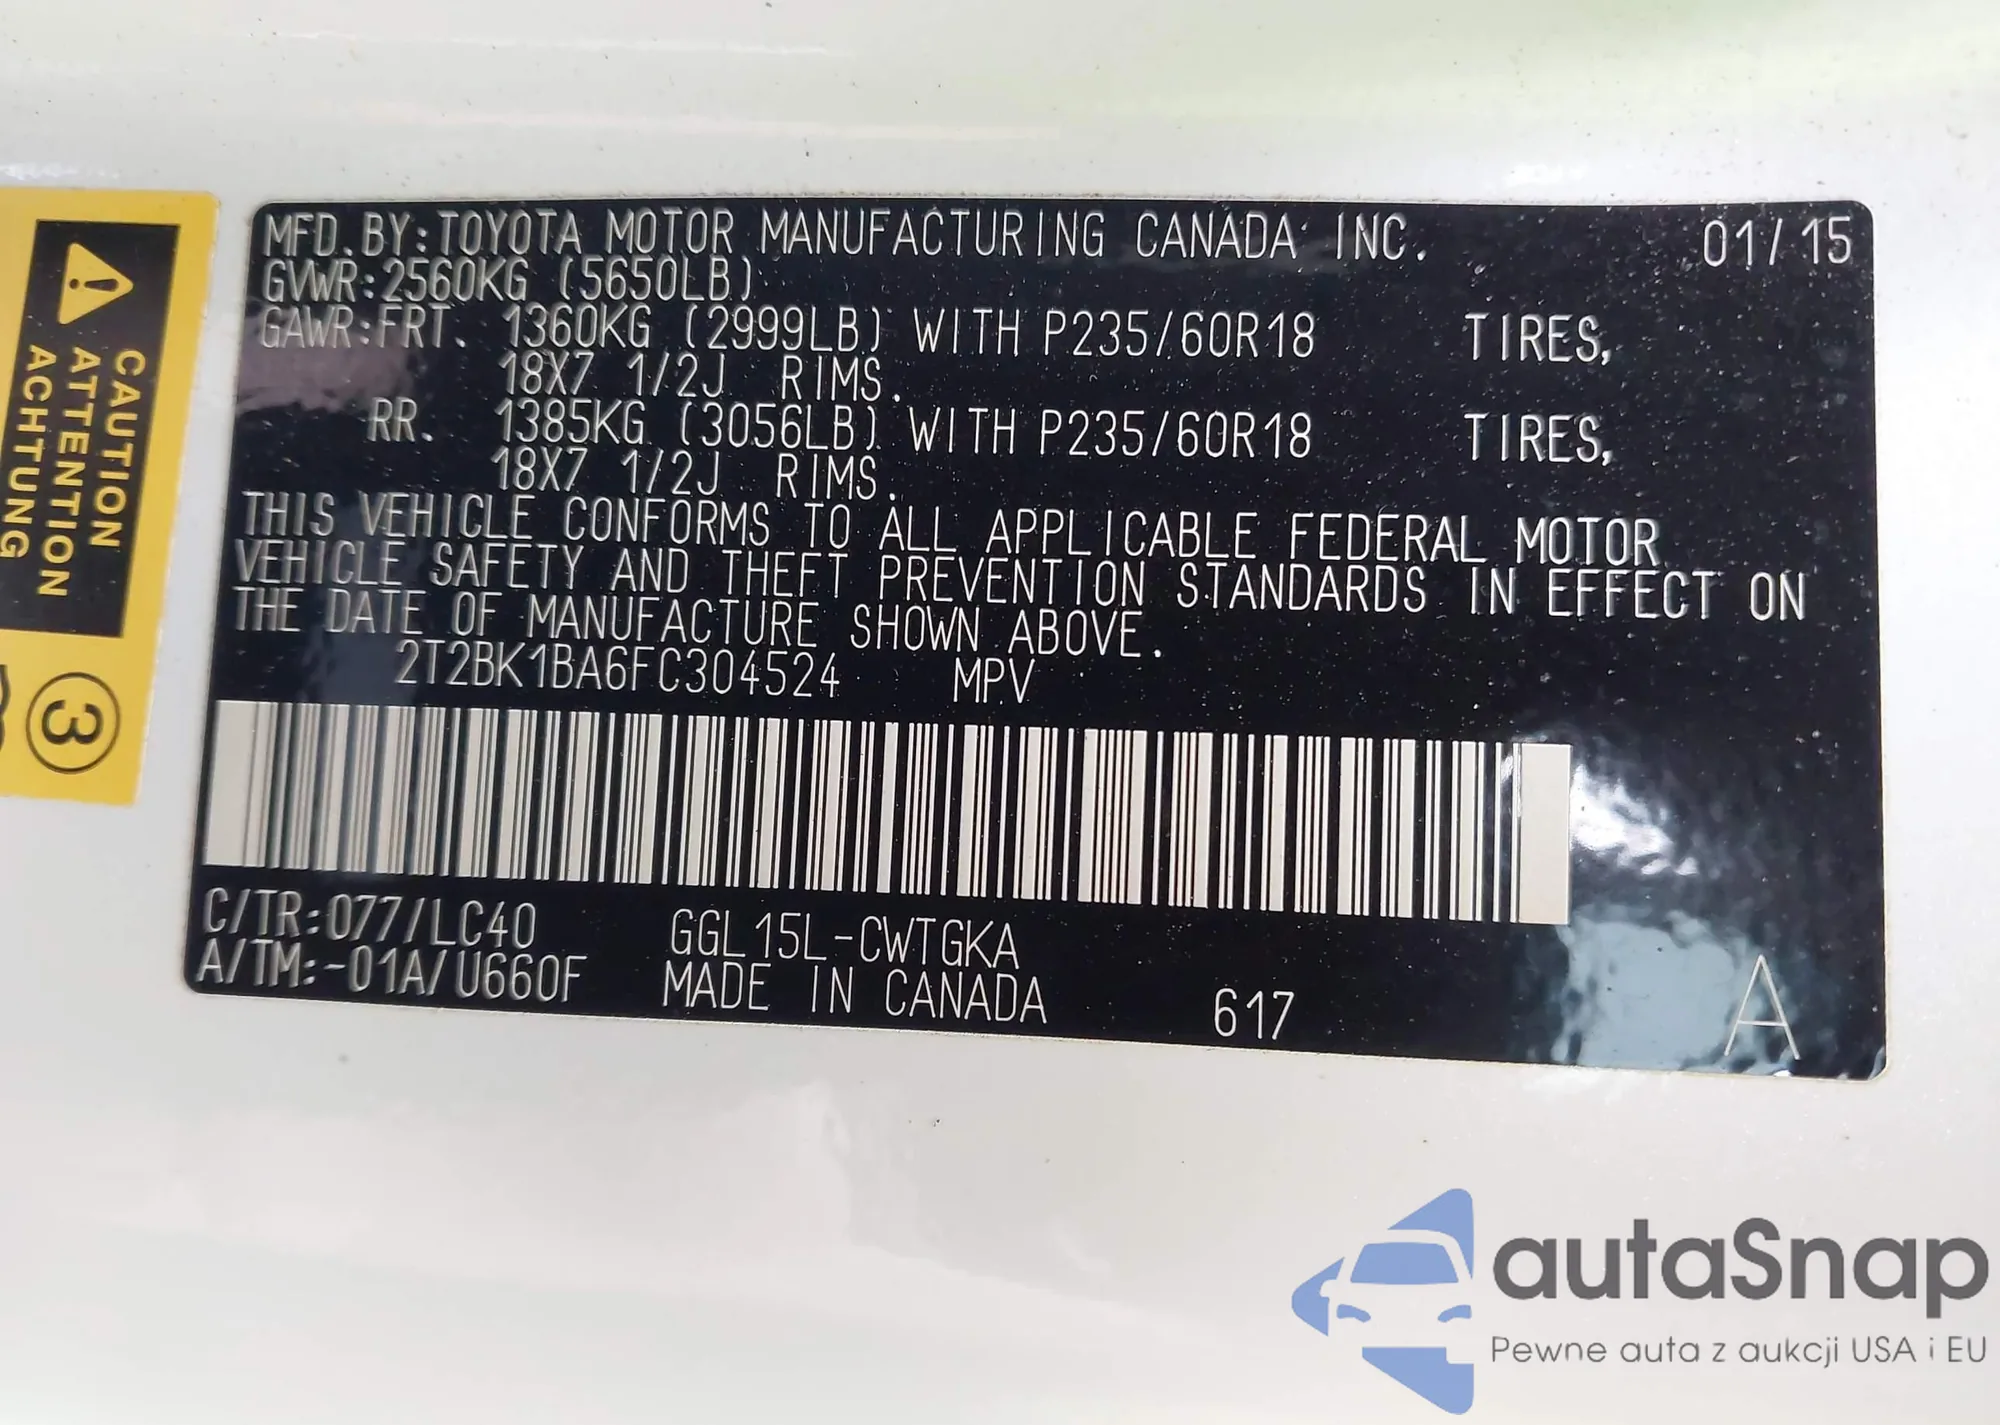 MFD. BY: TOYOTA MOTOR MANUFACTURING CANADA INC. 01/15
GVWR: 2560KG (5650LB)
GAWR: FRT. 1360KG (2999LB) WITH P235/60R18 TIRES,
18X7 1/2J RIMS.
RR. 1385KG (3056LB) WITH P235/60R18 TIRES,
18X7 1/2J RIMS.
THIS VEHICLE CONFORMS TO ALL APPLICABLE FEDERAL MOTOR
VEHICLE SAFETY AND THEFT PREVENTION STANDARDS IN EFFECT ON
THE DATE OF MANUFACTURE SHOWN ABOVE.
2T2BK1BA6FC304524 MPV
C/TR: 077/LC40 GGL15L-CWTGKA
A/TM:-01A/U660F MADE IN CANADA 617 A
CAUTION
ATTENTION
ACHTUNG
3
autaSnap
Pewne auta z aukcji USA i EU